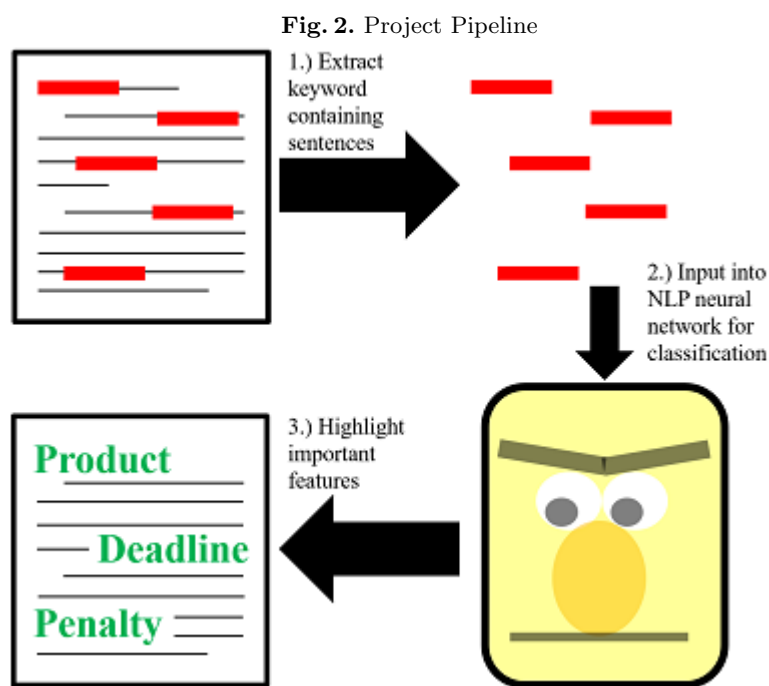 Fig. 2. Project Pipeline
1.) Extract
keyword
containing
sentences
2.) Input into
NLP neural
network for
classification
3.) Highlight
important
features
Product
Deadline
Penalty